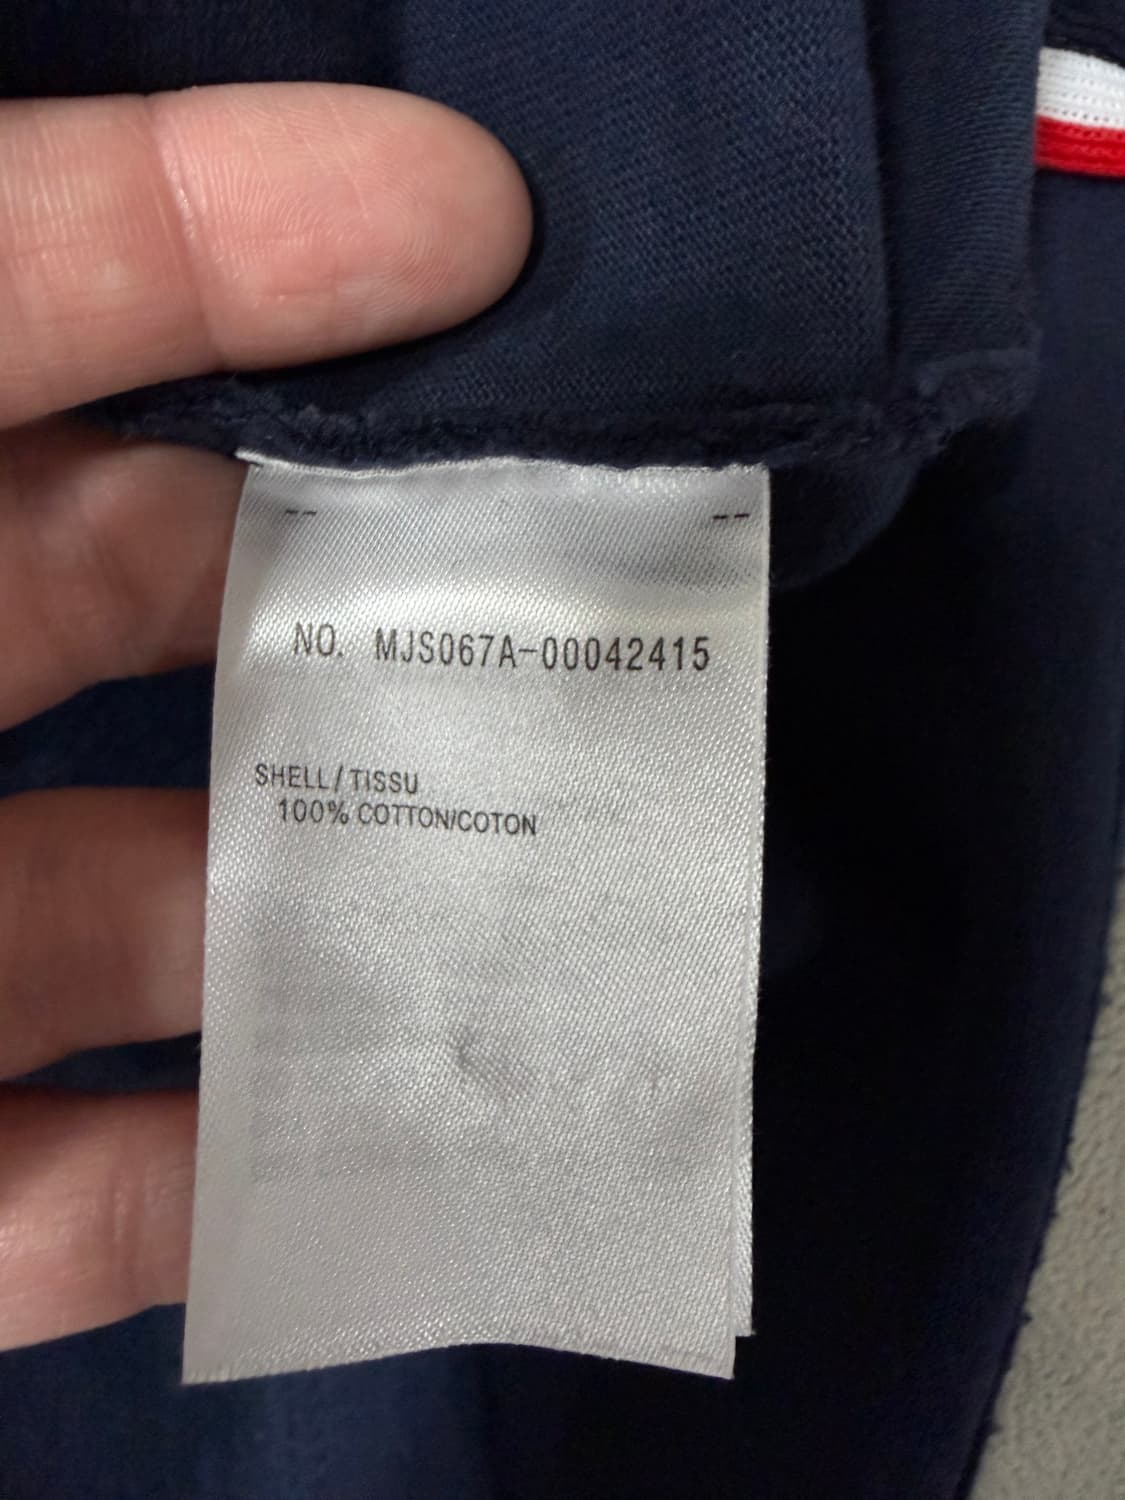 -- --
NO. MJS067A-00042415
SHELL/TISSU
100% COTTON/COTON